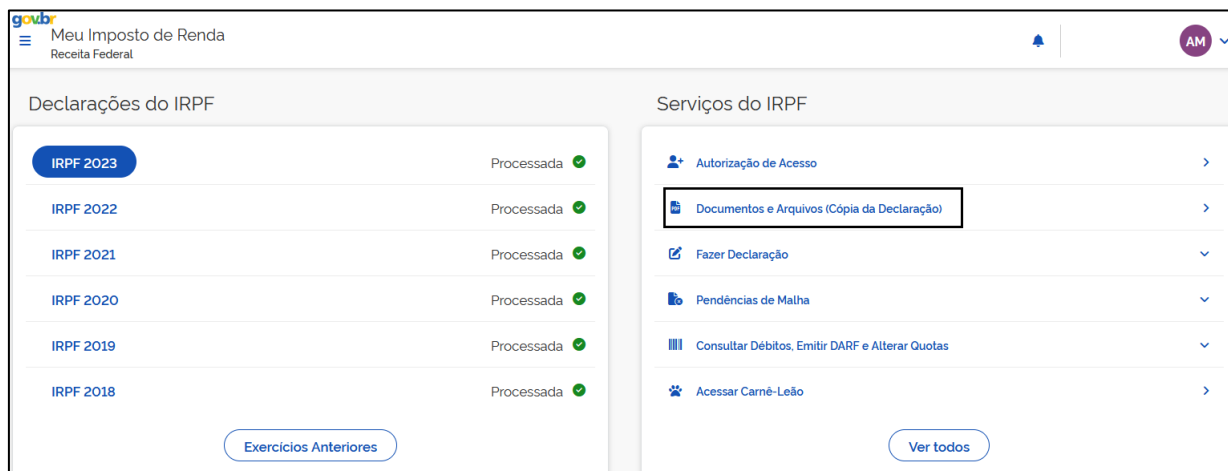 gov.br
Meu Imposto de Renda
Receita Federal
AM
Declarações do IRPF
IRPF 2023 Processada
IRPF 2022 Processada
IRPF 2021 Processada
IRPF 2020 Processada
IRPF 2019 Processada
IRPF 2018 Processada
Exercícios Anteriores
Serviços do IRPF
Autorização de Acesso
PDF Documentos e Arquivos (Cópia da Declaração)
Fazer Declaração
Pendências de Malha
Consultar Débitos, Emitir DARF e Alterar Quotas
Acessar Carnê-Leão
Ver todos